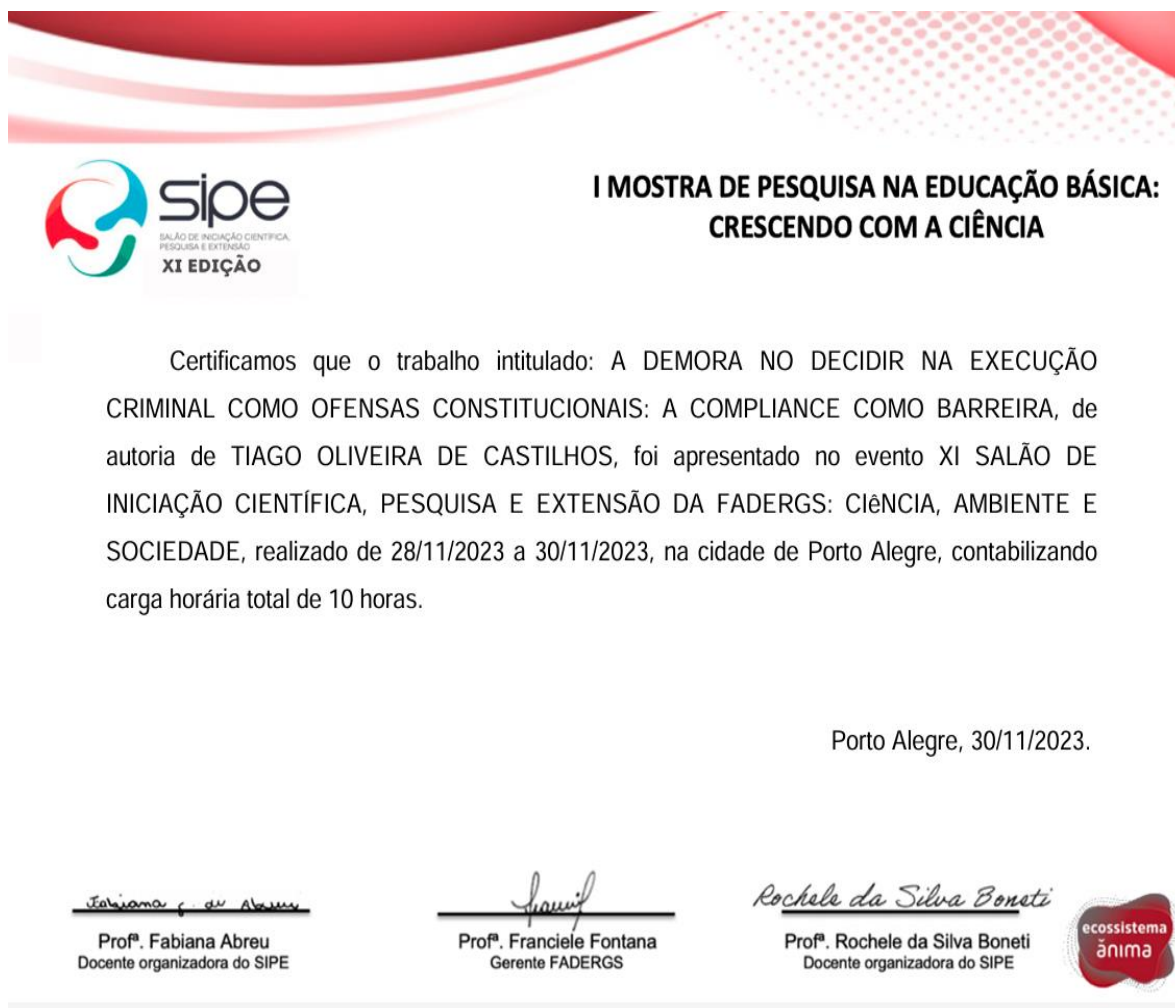 sipe
SALÃO DE INICIAÇÃO CIENTÍFICA,
PESQUISA E EXTENSÃO
XI EDIÇÃO
I MOSTRA DE PESQUISA NA EDUCAÇÃO BÁSICA:
CRESCENDO COM A CIÊNCIA
Certificamos que o trabalho intitulado: A DEMORA NO DECIDIR NA EXECUÇÃO
CRIMINAL COMO OFENSAS CONSTITUCIONAIS: A COMPLIANCE COMO BARREIRA, de
autoria de TIAGO OLIVEIRA DE CASTILHOS, foi apresentado no evento XI SALÃO DE
INICIAÇÃO CIENTÍFICA, PESQUISA E EXTENSÃO DA FADERGS: CIêNCIA, AMBIENTE E
SOCIEDADE, realizado de 28/11/2023 a 30/11/2023, na cidade de Porto Alegre, contabilizando
carga horária total de 10 horas.
Porto Alegre, 30/11/2023.
Fabiana G. de Abreu
Rochele da Silva Boneti
Profª. Fabiana Abreu
Docente organizadora do SIPE
Profª. Franciele Fontana
Gerente FADERGS
Profª. Rochele da Silva Boneti
Docente organizadora do SIPE
ecossistema
ănıma